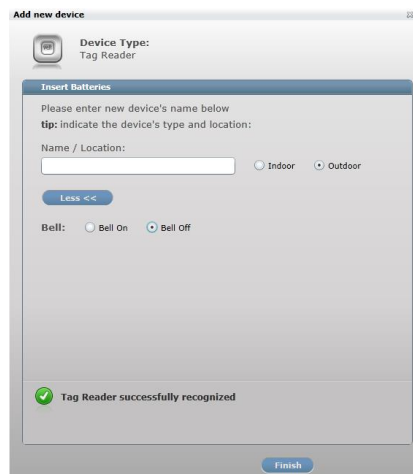 Add new device
Device Type:
Tag Reader
Insert Batteries
Please enter new device's name below
tip: indicate the device's type and location:
Name / Location:
Indoor Outdoor
Less <<
Bell: Bell On Bell Off
Tag Reader successfully recognized
Finish